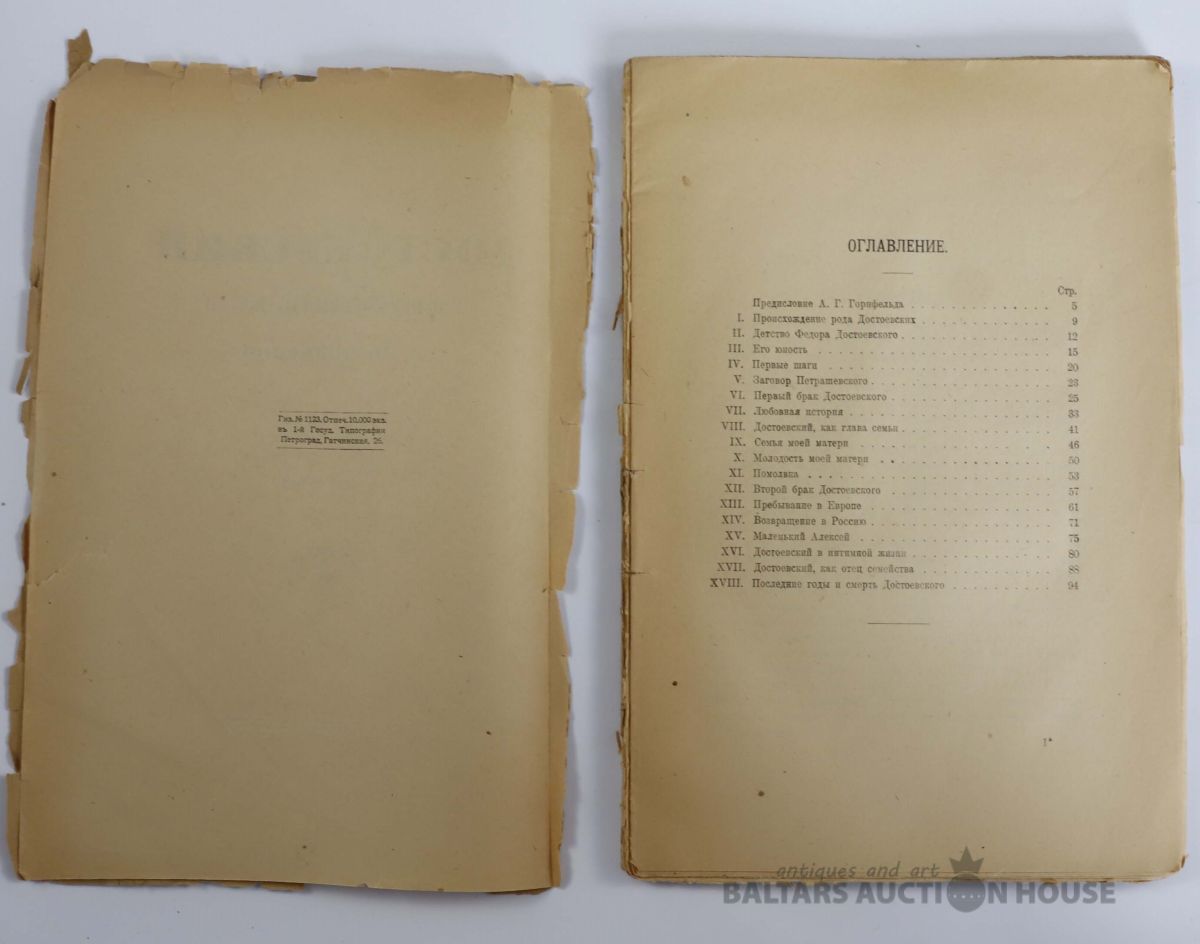 Гиз. № 1123. Отпеч. 10.000 экз.
въ 1-й Госуд. Типографии
Петроград, Гатчинская, 26.
ОГЛАВЛЕНИЕ.
Стр.
Предисловие А. Г. Горнфельда . . . . . . . . . . . . . 5
I. Происхождение рода Достоевских . . . . . . . . . . . . 9
II. Детство Федора Достоевского . . . . . . . . . . . . . . 12
III. Его юность . . . . . . . . . . . . . . . . . . . . . 15
IV. Первые шаги . . . . . . . . . . . . . . . . . . . . 20
V. Заговор Петрашевского . . . . . . . . . . . . . . . . 23
VI. Первый брак Достоевского . . . . . . . . . . . . . . 25
VII. Любовная история . . . . . . . . . . . . . . . . . . 33
VIII. Достоевский, как глава семьи . . . . . . . . . . . . . . 41
IX. Семья моей матери . . . . . . . . . . . . . . . . . 46
X. Молодость моей матери . . . . . . . . . . . . . . . 50
XI. Помолвка . . . . . . . . . . . . . . . . . . . . . . 53
XII. Второй брак Достоевского . . . . . . . . . . . . . . 57
XIII. Пребывание в Европе . . . . . . . . . . . . . . . . 61
XIV. Возвращение в Россию . . . . . . . . . . . . . . . . 71
XV. Маленький Алексей . . . . . . . . . . . . . . . . . 75
XVI. Достоевский в интимной жизни . . . . . . . . . . . . 80
XVII. Достоевский, как отец семейства . . . . . . . . . . . . 88
XVIII. Последние годы и смерть Достоевского . . . . . . . . . 94
1*
antiques and art
BALTARS AUCTION HOUSE